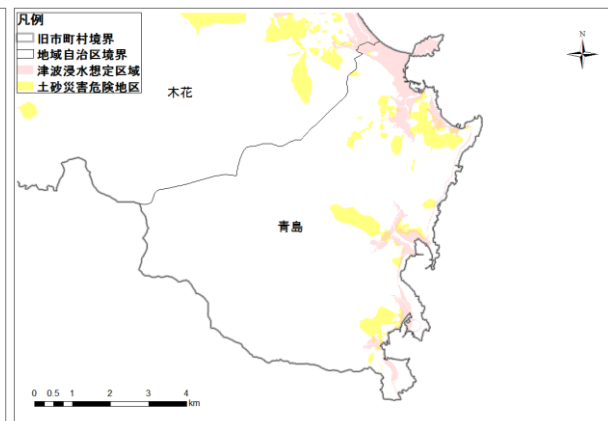 凡例
旧市町村境界
地域自治区境界
津波浸水想定区域
土砂災害危険地区
N
木花
青島
0 0.5 1 2 3 4
km